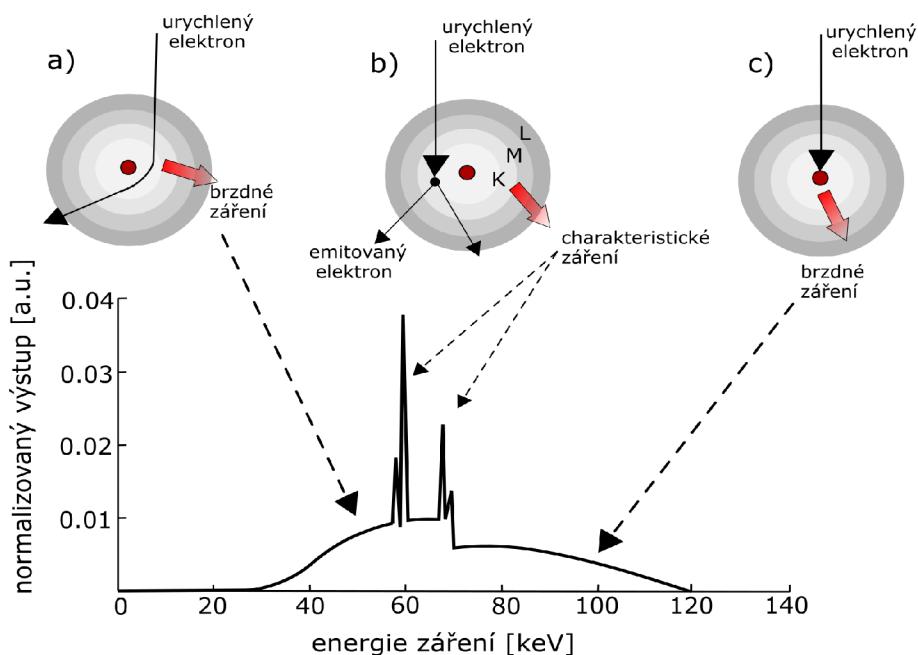 urychlený
elektron
a)
brzdné
záření
urychlený
elektron
b)
L
M
K
emitovaný
elektron
charakteristické
záření
urychlený
elektron
c)
brzdné
záření
normalizovaný výstup [a.u.]
0.04
0.03
0.02
0.01
0 20 40 60 80 100 120 140
energie záření [keV]